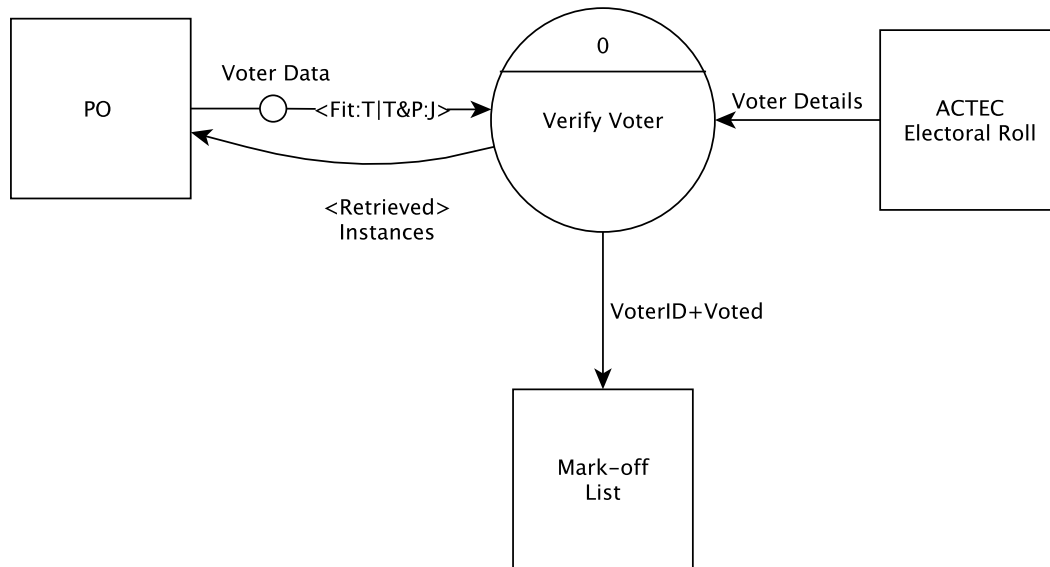 0
Voter Data
Voter Details
PO
<Fit:T|T&P:J>
Verify Voter
ACTEC
Electoral Roll
<Retrieved>
Instances
VoterID+Voted
Mark-off
List